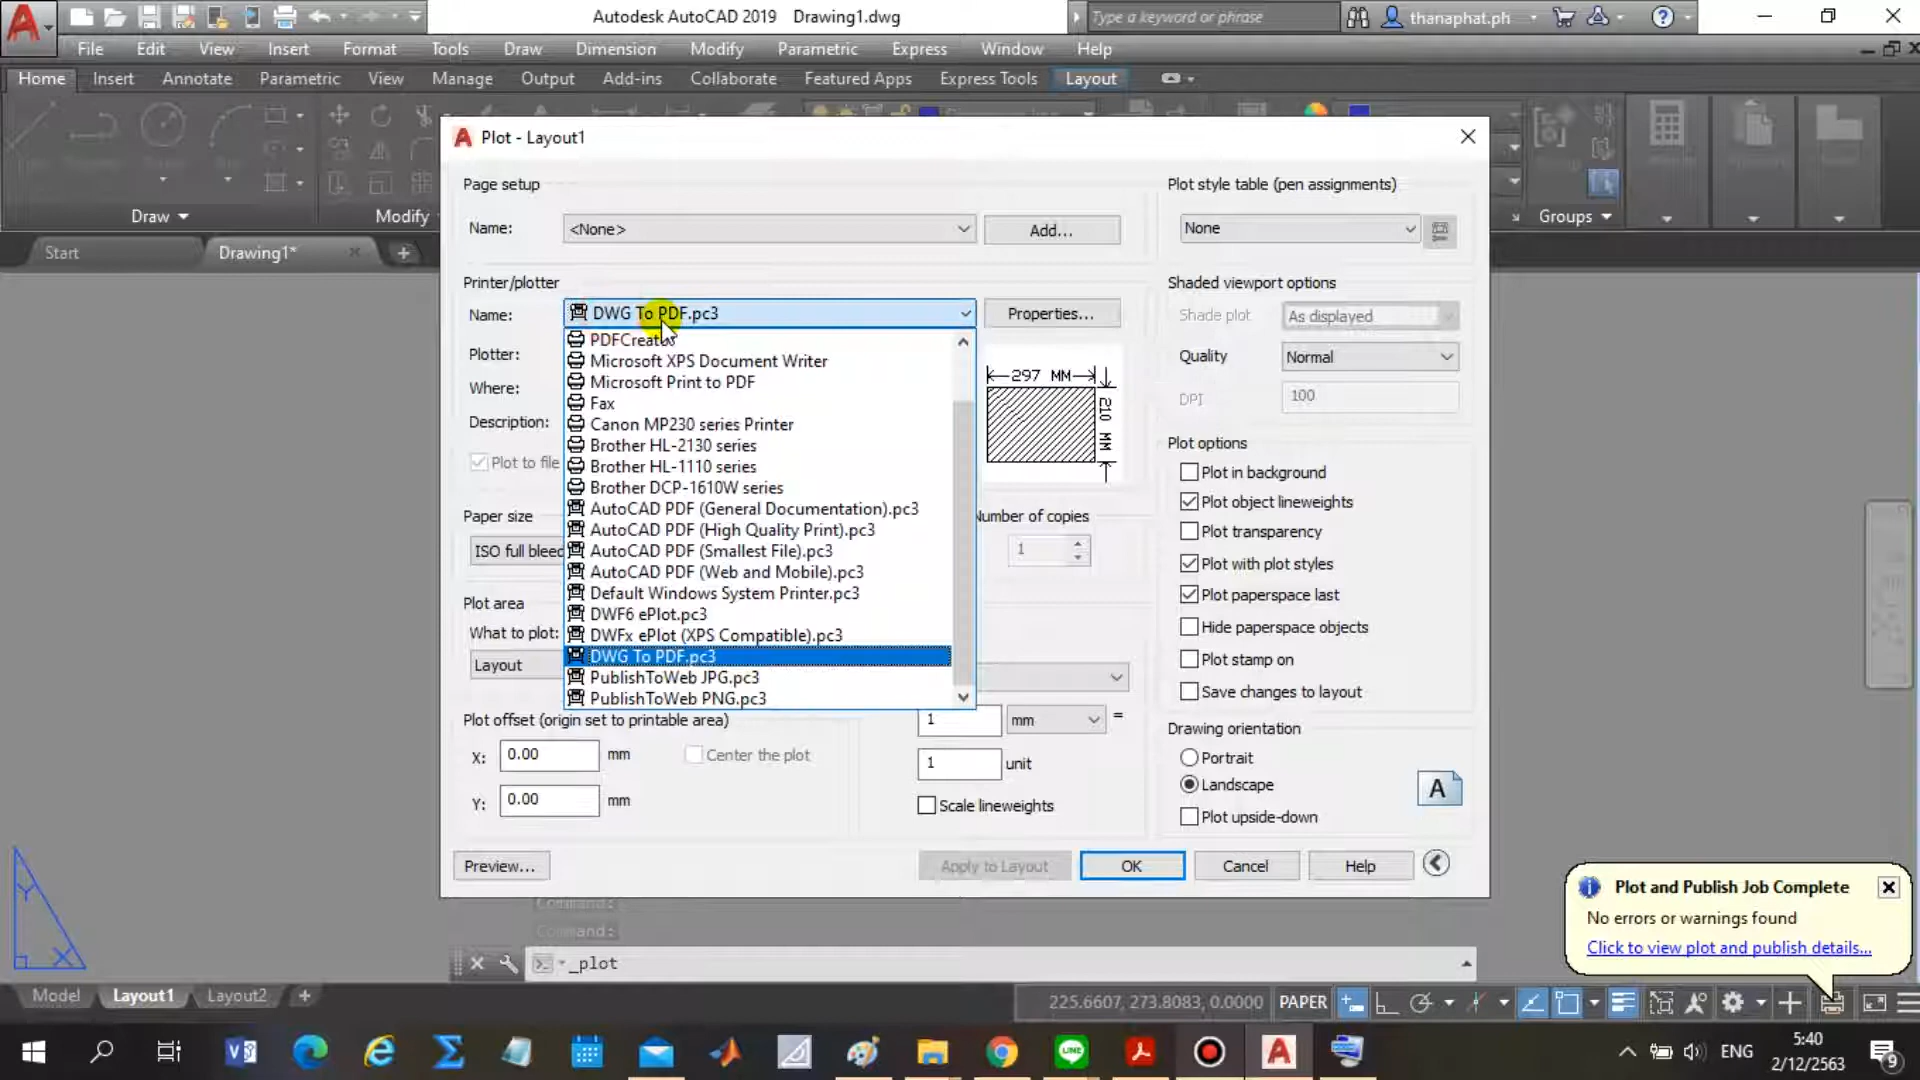 Autodesk AutoCAD 2019 Drawing1.dwg
Type a keyword or phrase
thanaphat.ph
File Edit View Insert Format Tools Draw Dimension Modify Parametric Express Window Help
Home Insert Annotate Parametric View Manage Output Add-ins Collaborate Featured Apps Express Tools Layout
Draw
Modify
Groups
Start
Drawing1*
Plot - Layout1
Page setup
Name:
<None>
Add...
Printer/plotter
Name:
DWG To PDF.pc3
Properties...
Plotter:
Where:
Description:
Plot to file
PDFCreator
Microsoft XPS Document Writer
Microsoft Print to PDF
Fax
Canon MP230 series Printer
Brother HL-2130 series
Brother HL-1110 series
Brother DCP-1610W series
AutoCAD PDF (General Documentation).pc3
AutoCAD PDF (High Quality Print).pc3
AutoCAD PDF (Smallest File).pc3
AutoCAD PDF (Web and Mobile).pc3
Default Windows System Printer.pc3
DWF6 ePlot.pc3
DWFx ePlot (XPS Compatible).pc3
DWG To PDF.pc3
PublishToWeb JPG.pc3
PublishToWeb PNG.pc3
297 MM
210 MM
Paper size
ISO full bleed
Number of copies
1
Plot area
What to plot:
Layout
Plot offset (origin set to printable area)
X:
0.00
mm
Center the plot
Y:
0.00
mm
1
mm
=
1
unit
Scale lineweights
Plot style table (pen assignments)
None
Shaded viewport options
Shade plot
As displayed
Quality
Normal
DPI
100
Plot options
Plot in background
Plot object lineweights
Plot transparency
Plot with plot styles
Plot paperspace last
Hide paperspace objects
Plot stamp on
Save changes to layout
Drawing orientation
Portrait
Landscape
Plot upside-down
A
Preview...
Apply to Layout
OK
Cancel
Help
Command:
Command:
_plot
Plot and Publish Job Complete
No errors or warnings found
Click to view plot and publish details...
Y
X
Model
Layout1
Layout2
225.6607, 273.8083, 0.0000
PAPER
ENG
5:40
2/12/2563
9